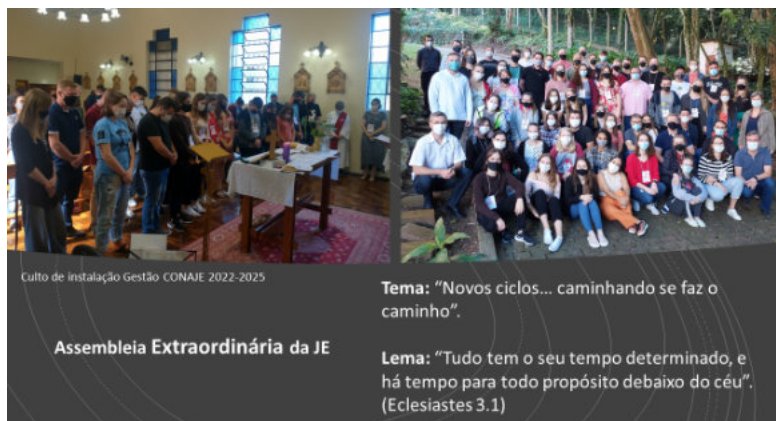 Culto de instalação Gestão CONAJE 2022-2025
Assembleia Extraordinária da JE
Tema: “Novos ciclos... caminhando se faz o
caminho”.
Lema: “Tudo tem o seu tempo determinado, e
há tempo para todo propósito debaixo do céu”.
(Eclesiastes 3.1)